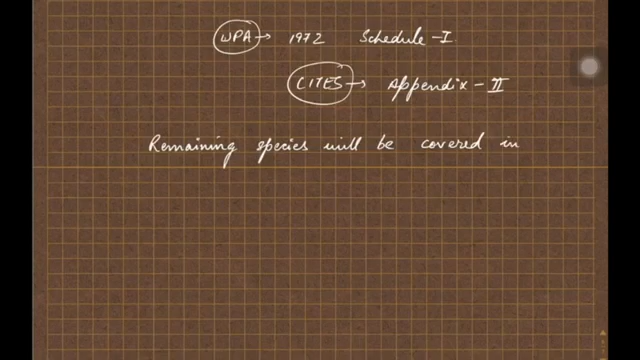 WPA → 1972 Schedule-I
CITES → Appendix-II
Remaining species will be covered in